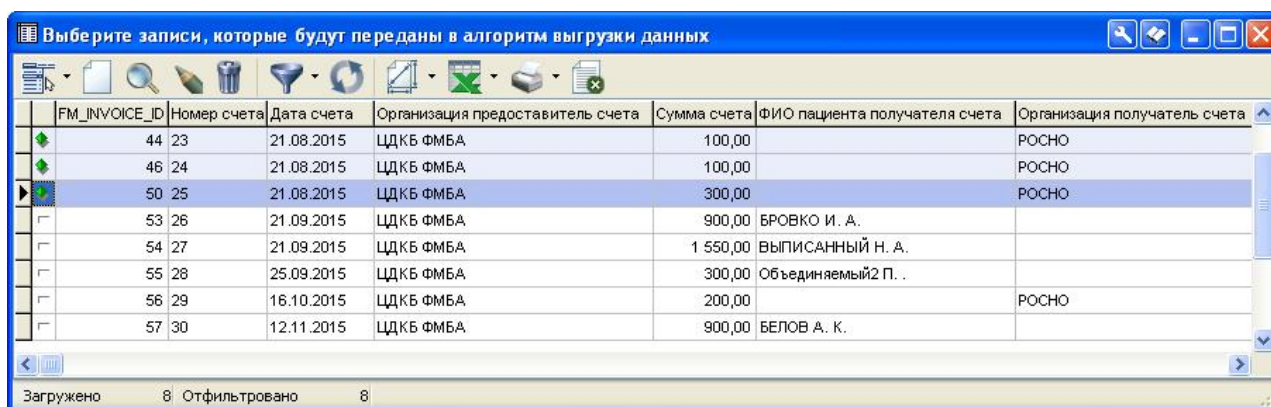 Выберите записи, которые будут переданы в алгоритм выгрузки данных
FM_INVOICE_ID Номер счета Дата счета Организация предоставитель счета Сумма счета ФИО пациента получателя счета Организация получатель счета
44 23 21.08.2015 ЦДКБ ФМБА 100,00 РОСНО
46 24 21.08.2015 ЦДКБ ФМБА 100,00 РОСНО
50 25 21.08.2015 ЦДКБ ФМБА 300,00 РОСНО
53 26 21.09.2015 ЦДКБ ФМБА 900,00 БРОВКО И. А.
54 27 21.09.2015 ЦДКБ ФМБА 1 550,00 ВЫПИСАННЫЙ Н. А.
55 28 25.09.2015 ЦДКБ ФМБА 300,00 Объединяемый2 П. .
56 29 16.10.2015 ЦДКБ ФМБА 200,00 РОСНО
57 30 12.11.2015 ЦДКБ ФМБА 900,00 БЕЛОВ А. К.
Загружено 8 Отфильтровано 8